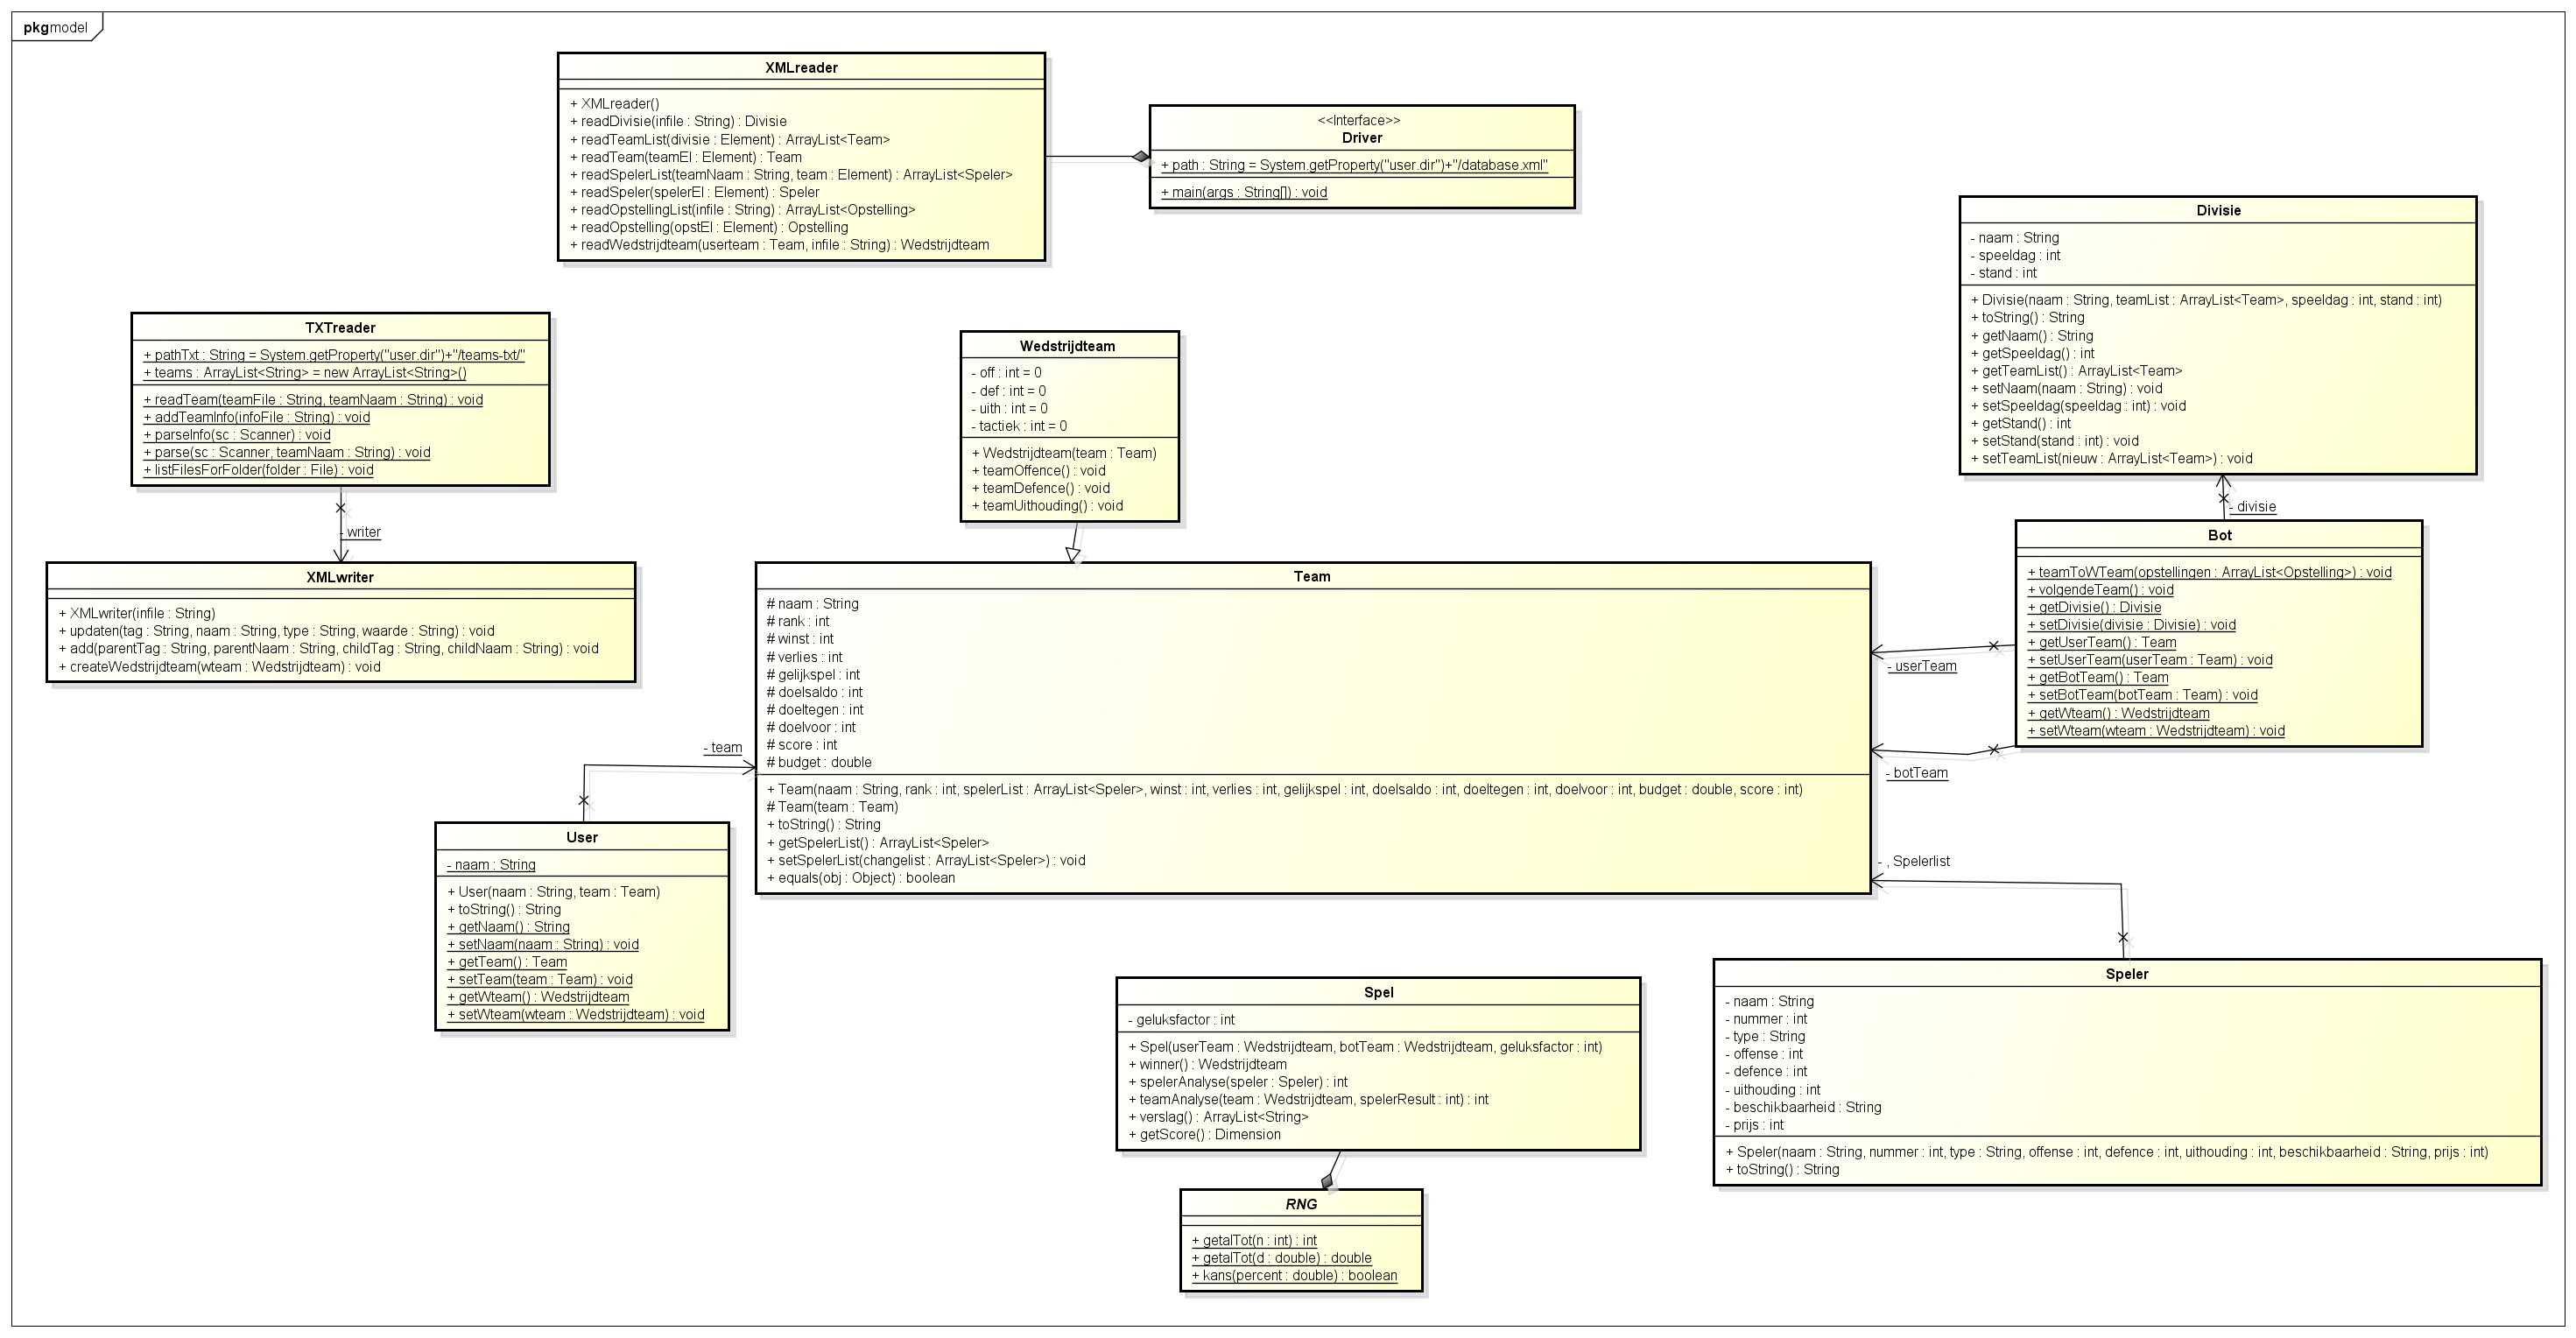 pkg model
XMLreader
+ XMLreader()
+ readDivisie(infile : String) : Divisie
+ readTeamList(divisie : Element) : ArrayList<Team>
+ readTeam(teamEl : Element) : Team
+ readSpelerList(teamNaam : String, team : Element) : ArrayList<Speler>
+ readSpeler(spelerEl : Element) : Speler
+ readOpstellingList(infile : String) : ArrayList<Opstelling>
+ readOpstelling(opstEl : Element) : Opstelling
+ readWedstrijdteam(userteam : Team, infile : String) : Wedstrijdteam
<<Interface>>
Driver
+ path : String = System.getProperty("user.dir")+"/database.xml"
+ main(args : String[]) : void
Divisie
- naam : String
- speeldag : int
- stand : int
+ Divisie(naam : String, teamList : ArrayList<Team>, speeldag : int, stand : int)
+ toString() : String
+ getNaam() : String
+ getSpeeldag() : int
+ getTeamList() : ArrayList<Team>
+ setNaam(naam : String) : void
+ setSpeeldag(speeldag : int) : void
+ getStand() : int
+ setStand(stand : int) : void
+ setTeamList(nieuw : ArrayList<Team>) : void
TXTreader
+ pathTxt : String = System.getProperty("user.dir")+"/teams-txt/"
+ teams : ArrayList<String> = new ArrayList<String>()
+ readTeam(teamFile : String, teamNaam : String) : void
+ addTeamInfo(infoFile : String) : void
+ parseInfo(sc : Scanner) : void
+ parse(sc : Scanner, teamNaam : String) : void
+ listFilesForFolder(folder : File) : void
- writer
Wedstrijdteam
- off : int = 0
- def : int = 0
- uith : int = 0
- tactiek : int = 0
+ Wedstrijdteam(team : Team)
+ teamOffence() : void
+ teamDefence() : void
+ teamUithouding() : void
- divisie
Bot
+ teamToWTeam(opstellingen : ArrayList<Opstelling>) : void
+ volgendeTeam() : void
+ getDivisie() : Divisie
+ setDivisie(divisie : Divisie) : void
+ getUserTeam() : Team
+ setUserTeam(userTeam : Team) : void
+ getBotTeam() : Team
+ setBotTeam(botTeam : Team) : void
+ getWteam() : Wedstrijdteam
+ setWteam(wteam : Wedstrijdteam) : void
XMLwriter
+ XMLwriter(infile : String)
+ updaten(tag : String, naam : String, type : String, waarde : String) : void
+ add(parentTag : String, parentNaam : String, childTag : String, childNaam : String) : void
+ createWedstrijdteam(wteam : Wedstrijdteam) : void
Team
# naam : String
# rank : int
# winst : int
# verlies : int
# gelijkspel : int
# doelsaldo : int
# doeltegen : int
# doelvoor : int
# score : int
# budget : double
+ Team(naam : String, rank : int, spelerList : ArrayList<Speler>, winst : int, verlies : int, gelijkspel : int, doelsaldo : int, doeltegen : int, doelvoor : int, budget : double, score : int)
# Team(team : Team)
+ toString() : String
+ getSpelerList() : ArrayList<Speler>
+ setSpelerList(changelist : ArrayList<Speler>) : void
+ equals(obj : Object) : boolean
- userTeam
- botTeam
- , Spelerlist
- team
User
- naam : String
+ User(naam : String, team : Team)
+ toString() : String
+ getNaam() : String
+ setNaam(naam : String) : void
+ getTeam() : Team
+ setTeam(team : Team) : void
+ getWteam() : Wedstrijdteam
+ setWteam(wteam : Wedstrijdteam) : void
Spel
- geluksfactor : int
+ Spel(userTeam : Wedstrijdteam, botTeam : Wedstrijdteam, geluksfactor : int)
+ winner() : Wedstrijdteam
+ spelerAnalyse(speler : Speler) : int
+ teamAnalyse(team : Wedstrijdteam, spelerResult : int) : int
+ verslag() : ArrayList<String>
+ getScore() : Dimension
Speler
- naam : String
- nummer : int
- type : String
- offense : int
- defence : int
- uithouding : int
- beschikbaarheid : String
- prijs : int
+ Speler(naam : String, nummer : int, type : String, offense : int, defence : int, uithouding : int, beschikbaarheid : String, prijs : int)
+ toString() : String
RNG
+ getalTot(n : int) : int
+ getalTot(d : double) : double
+ kans(percent : double) : boolean